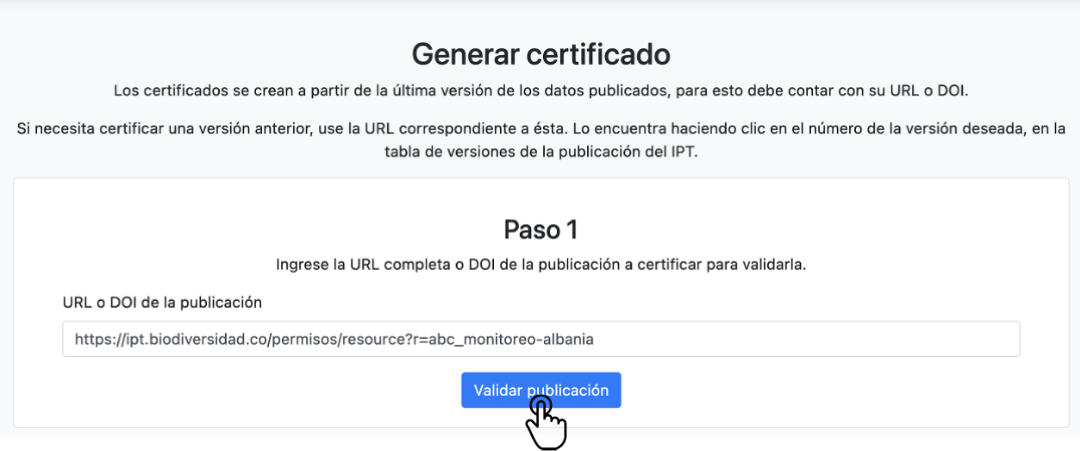 Generar certificado
Los certificados se crean a partir de la última versión de los datos publicados, para esto debe contar con su URL o DOI.
Si necesita certificar una versión anterior, use la URL correspondiente a ésta. Lo encuentra haciendo clic en el número de la versión deseada, en la
tabla de versiones de la publicación del IPT.
Paso 1
Ingrese la URL completa o DOI de la publicación a certificar para validarla.
URL o DOI de la publicación
https://ipt.biodiversidad.co/permisos/resource?r=abc_monitoreo-albania
Validar publicación